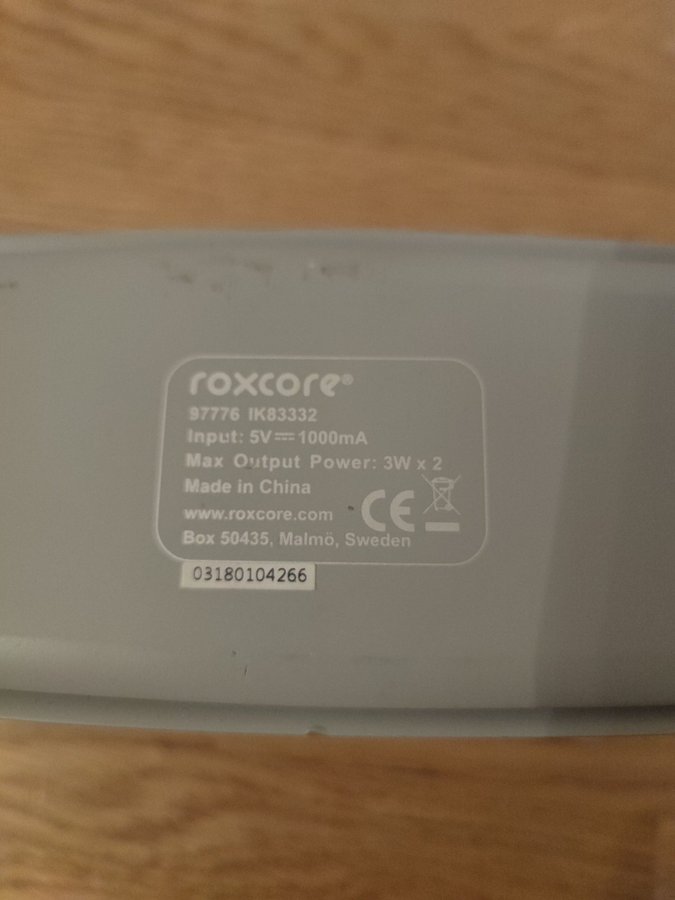 roxcore®
97776 IK83332
Input: 5V⎓1000mA
Max Output Power: 3W x 2
Made in China
www.roxcore.com
CE
Box 50435, Malmö, Sweden
03180104266